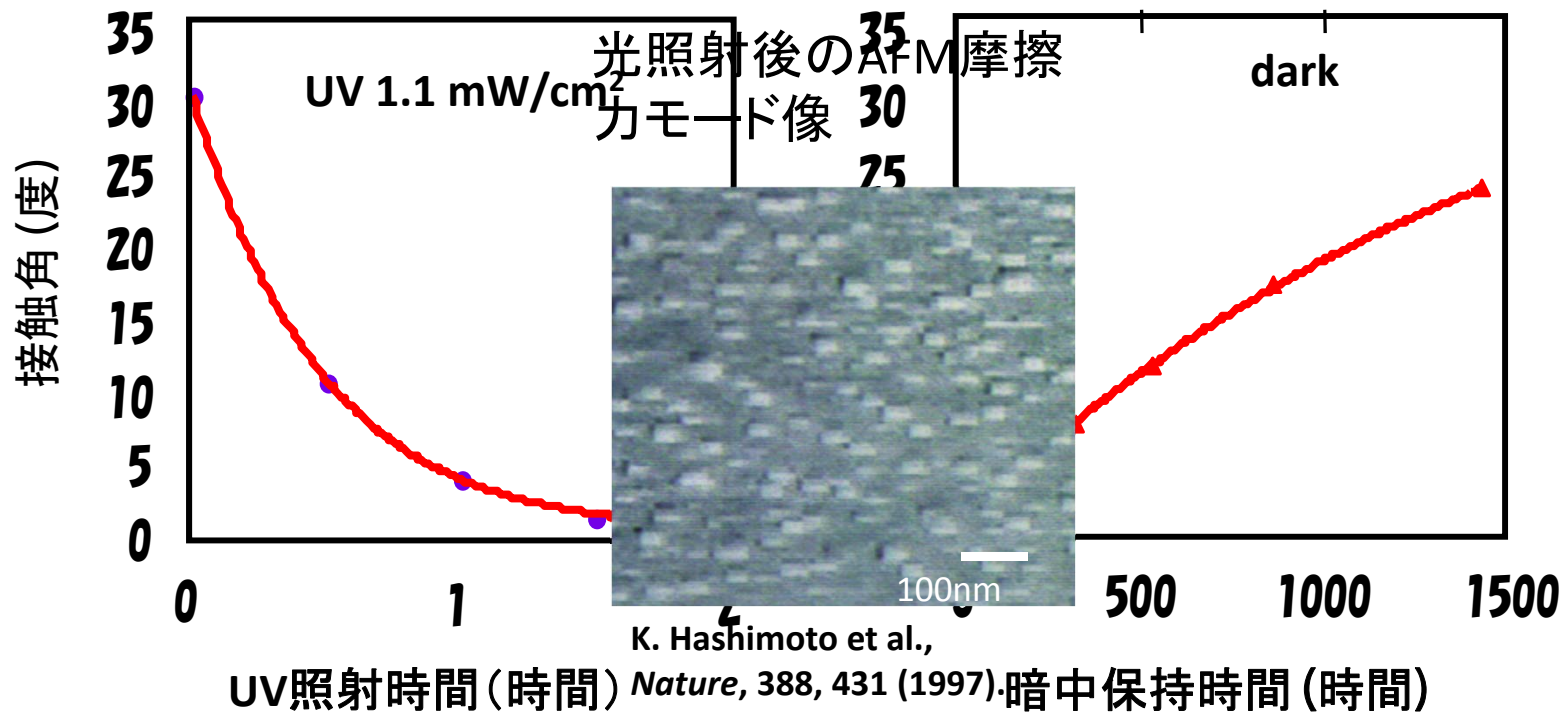 接触角 (度)
35
30
25
20
15
10
5
0
UV 1.1 mW/cm²
0
1
2
UV照射時間(時間)
光照射後のAFM摩擦
力モード像
100nm
K. Hashimoto et al.,
Nature, 388, 431 (1997).
35
30
25
dark
0
500
1000
1500
暗中保持時間 (時間)